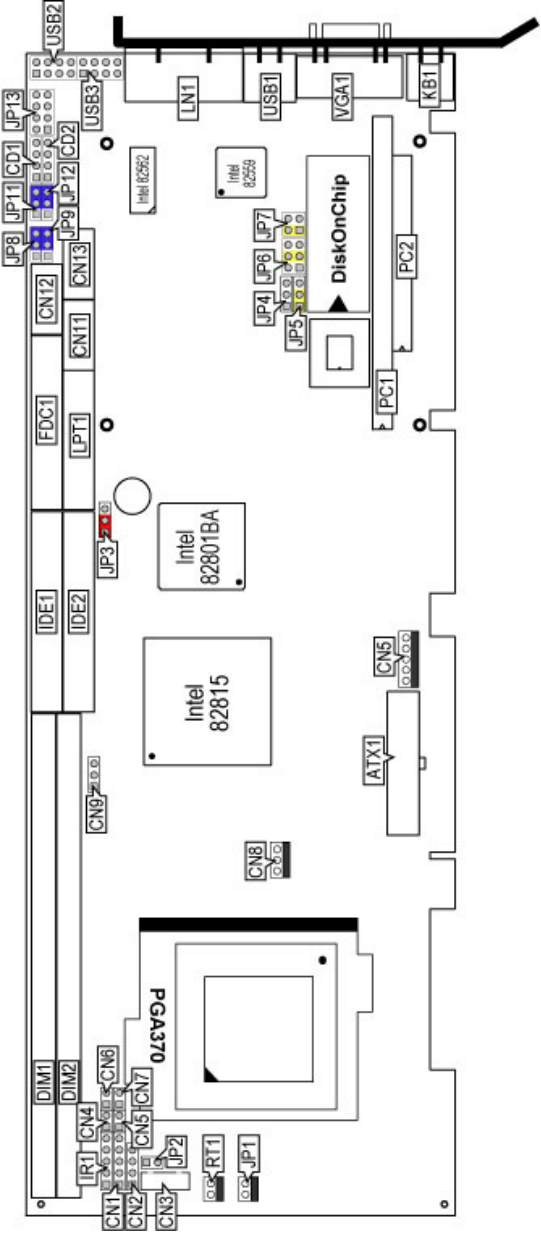 USB2
USB3
JP13
CD1
CD2
JP11
JP12
JP8
JP9
CN12
CN13
CN11
FDC1
LPT1
JP3
IDE1
IDE2
CN9
DIM1
DIM2
LN1
USB1
VGA1
KB1
Intel 82562
Intel
82559
JP7
JP6
JP4
JP5
DiskOnChip
PC2
PC1
Intel
82801BA
Intel
82815
CN5
ATX1
CN8
PGA370
CN6
CN7
CN4
CN5
IR1
JP2
CN1
CN2
CN3
RT1
JP1